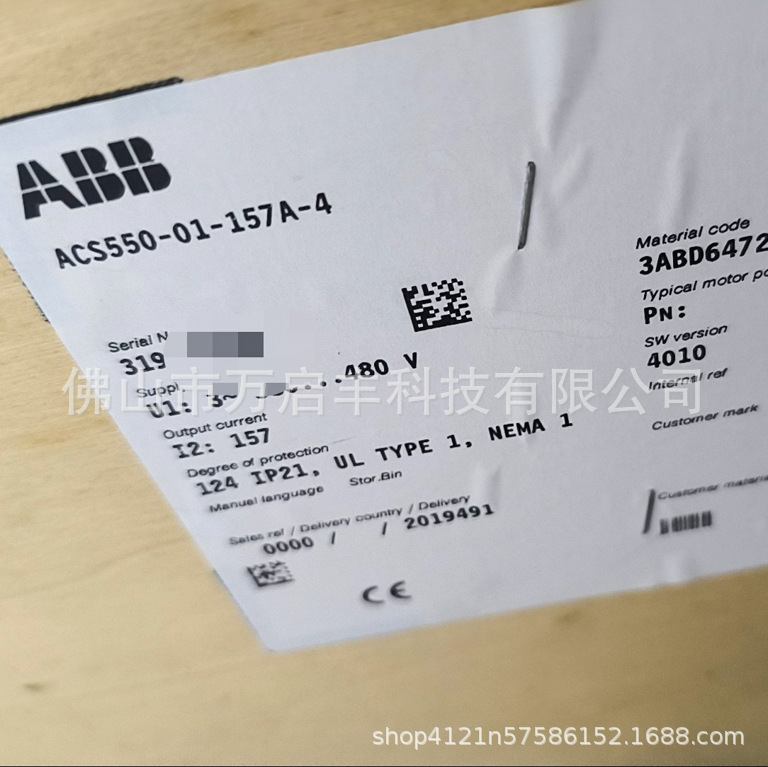 ABB
ACS550-01-157A-4
Serial N
319
Suppl
U1: 3~ ...480 V
Output current
I2: 157
Degree of protection
124 IP21, UL TYPE 1, NEMA 1
Manual language Stor.Bin
Sales rel / Delivery country / Delivery
0000 / / 2019491
CE
Material code
3ABD6472
Typical motor po
PN:
SW version
4010
Internal ref
Customer mark
Customer materia
佛山市万启丰科技有限公司
shop4121n57586152.1688.com